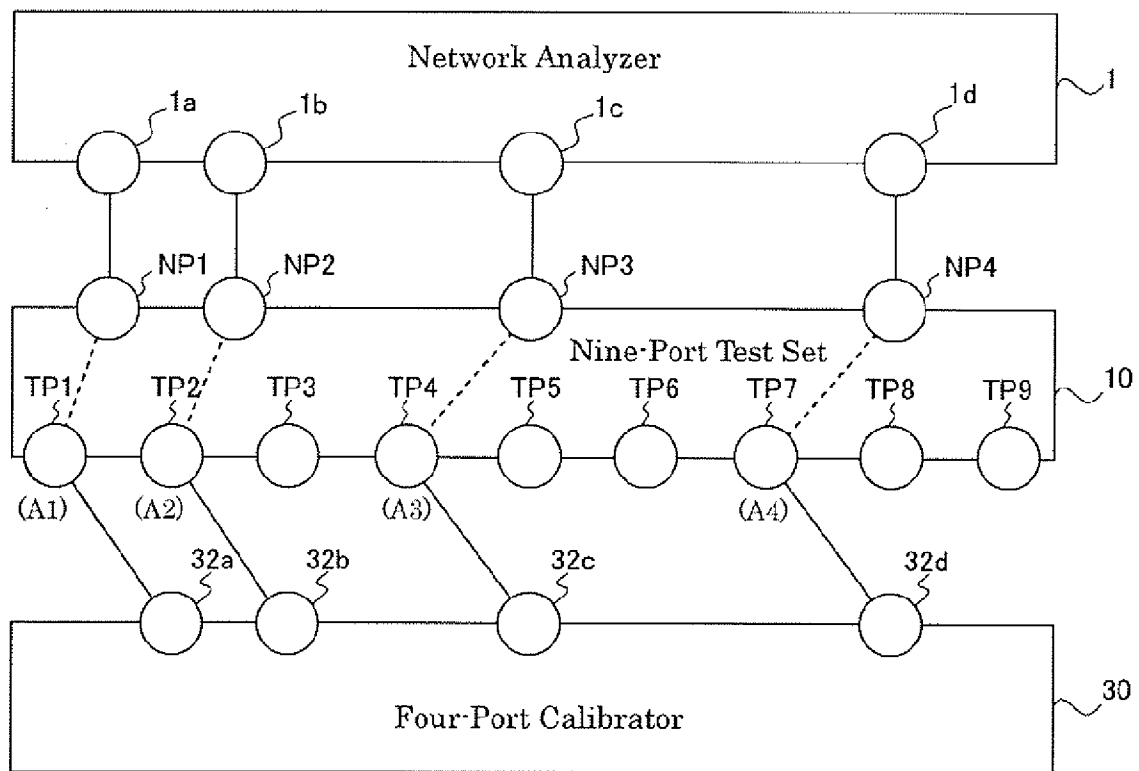 Network Analyzer
1
1a 1b 1c 1d
NP1 NP2 NP3 NP4
Nine-Port Test Set
10
TP1 TP2 TP3 TP4 TP5 TP6 TP7 TP8 TP9
(A1) (A2) (A3) (A4)
32a 32b 32c 32d
Four-Port Calibrator
30